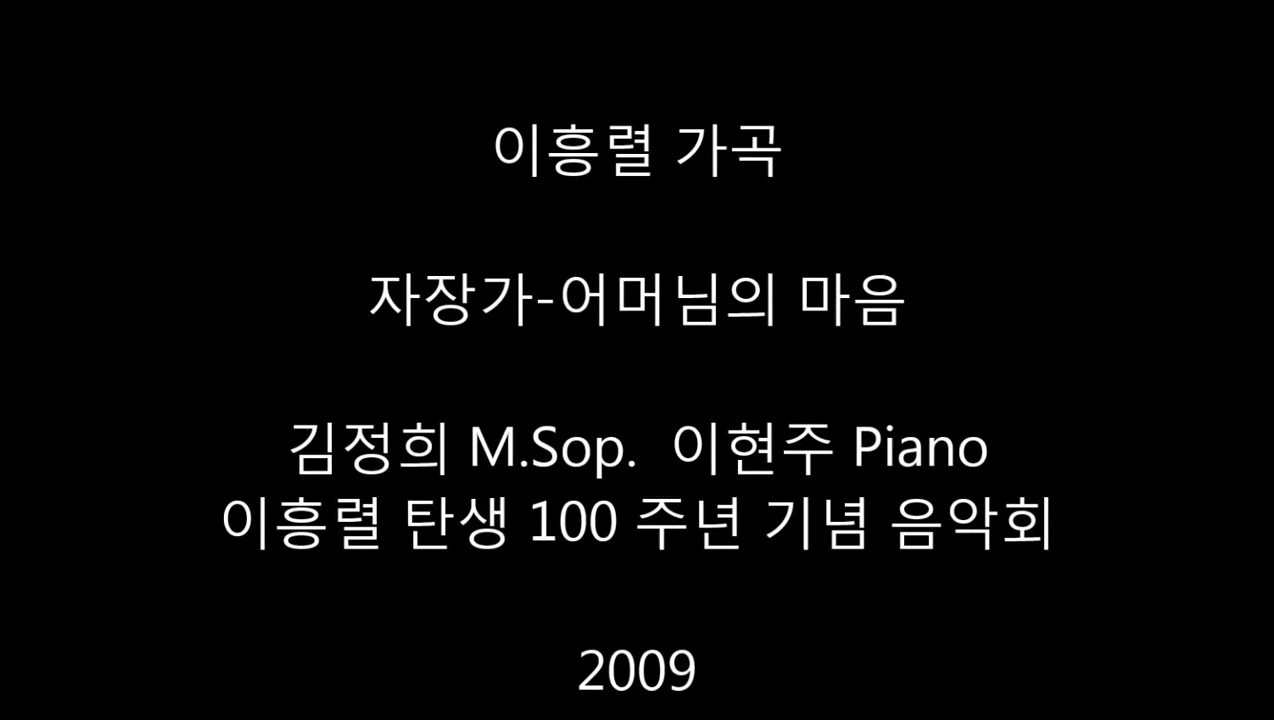 이흥렬 가곡
자장가-어머님의 마음
김정희 M.Sop. 이현주 Piano
이흥렬 탄생 100 주년 기념 음악회
2009